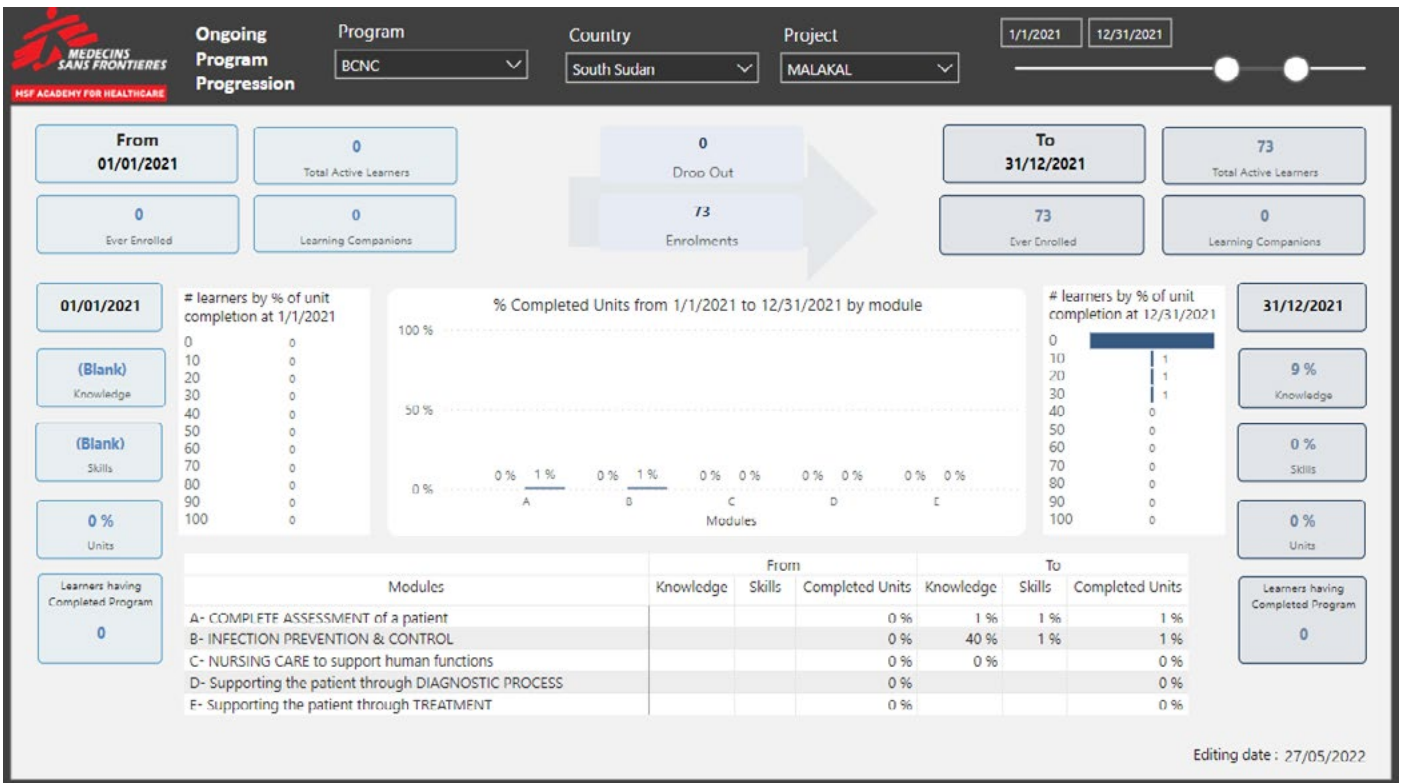 MEDECINS
SANS FRONTIERES
MSF ACADEMY FOR HEALTHCARE
Ongoing
Program
Progression
Program
BCNC
Country
South Sudan
Project
MALAKAL
1/1/2021 12/31/2021
From
01/01/2021
0
Total Active Learners
0
Ever Enrolled
0
Learning Companions
0
Drop Out
73
Enrolments
To
31/12/2021
73
Total Active Learners
73
Ever Enrolled
0
Learning Companions
01/01/2021
(Blank)
Knowledge
(Blank)
Skills
0 %
Units
Learners having
Completed Program
0
# learners by % of unit
completion at 1/1/2021
0 0
10 0
20 0
30 0
40 0
50 0
60 0
70 0
80 0
90 0
100 0
% Completed Units from 1/1/2021 to 12/31/2021 by module
100 %
50 %
0 %
0 % 1 % 0 % 1 % 0 % 0 % 0 % 0 % 0 % 0 %
A B C D E
Modules
# learners by % of unit
completion at 12/31/2021
0
10 1
20 1
30 1
40 0
50 0
60 0
70 0
80 0
90 0
100 0
31/12/2021
9 %
Knowledge
0 %
Skills
0 %
Units
Learners having
Completed Program
0
From To
Modules Knowledge Skills Completed Units Knowledge Skills Completed Units
A- COMPLETE ASSESSMENT of a patient 0 % 1 % 1 % 1 %
B- INFECTION PREVENTION & CONTROL 0 % 40 % 1 % 1 %
C- NURSING CARE to support human functions 0 % 0 % 0 %
D- Supporting the patient through DIAGNOSTIC PROCESS 0 % 0 %
E- Supporting the patient through TREATMENT 0 % 0 %
Editing date : 27/05/2022